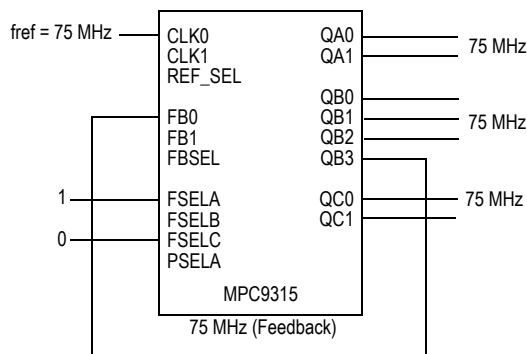 fref = 75 MHz
CLK0
CLK1
REF_SEL
FB0
FB1
FBSEL
1
FSELA
FSELB
0
FSELC
PSELA
QA0
QA1
75 MHz
QB0
QB1
75 MHz
QB2
QB3
QC0
75 MHz
QC1
MPC9315
75 MHz (Feedback)